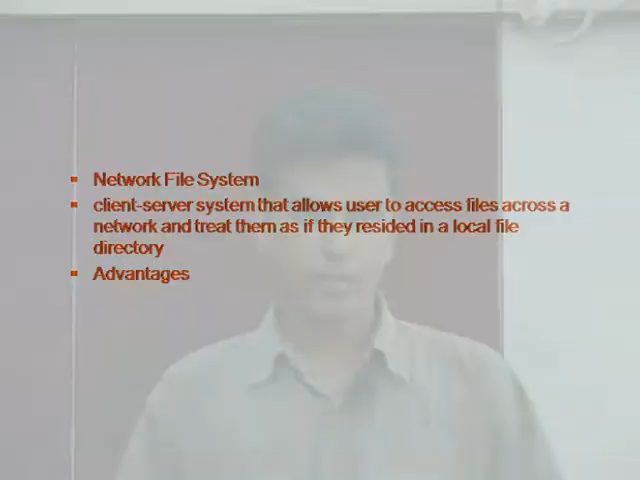 Network File System
client-server system that allows user to access files across a
network and treat them as if they resided in a local file
directory
Advantages